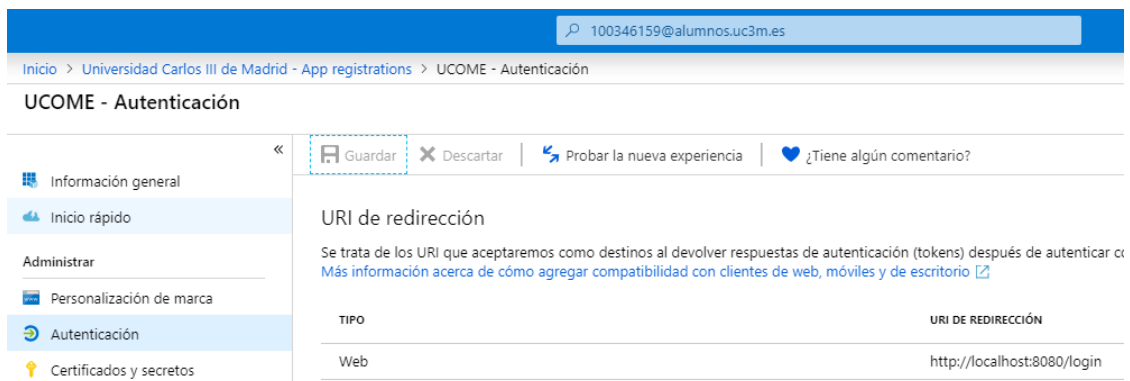 100346159@alumnos.uc3m.es
Inicio > Universidad Carlos III de Madrid - App registrations > UCOME - Autenticación
UCOME - Autenticación
«
Guardar Descartar Probar la nueva experiencia ¿Tiene algún comentario?
Información general
Inicio rápido
Administrar
Personalización de marca
Autenticación
Certificados y secretos
URI de redirección
Se trata de los URI que aceptaremos como destinos al devolver respuestas de autenticación (tokens) después de autenticar
Más información acerca de cómo agregar compatibilidad con clientes de web, móviles y de escritorio
TIPO URI DE REDIRECCIÓN
Web http://localhost:8080/login